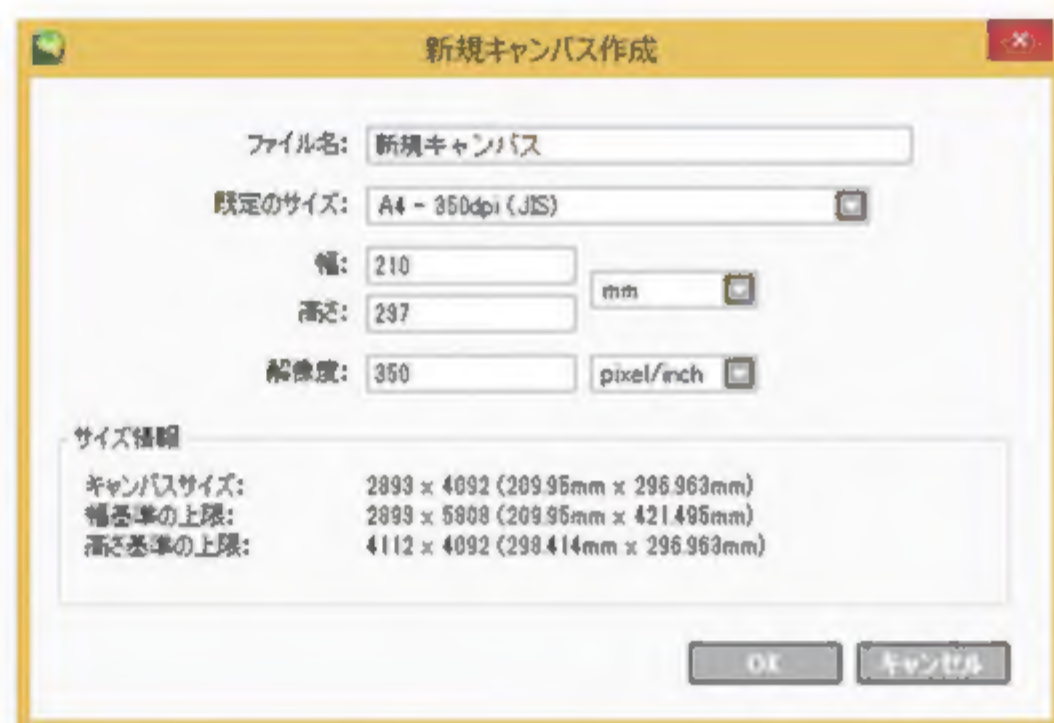 新規キャンバス作成
ファイル名: 新規キャンバス
既定のサイズ: A4 - 350dpi (JIS)
幅: 210
mm
高さ: 297
解像度: 350 pixel/inch
サイズ情報
キャンバスサイズ: 2893 x 4092 (209.95mm x 296.963mm)
幅基準の上限: 2893 x 5808 (209.95mm x 421.495mm)
高さ基準の上限: 4112 x 4092 (298.414mm x 296.963mm)
OK キャンセル